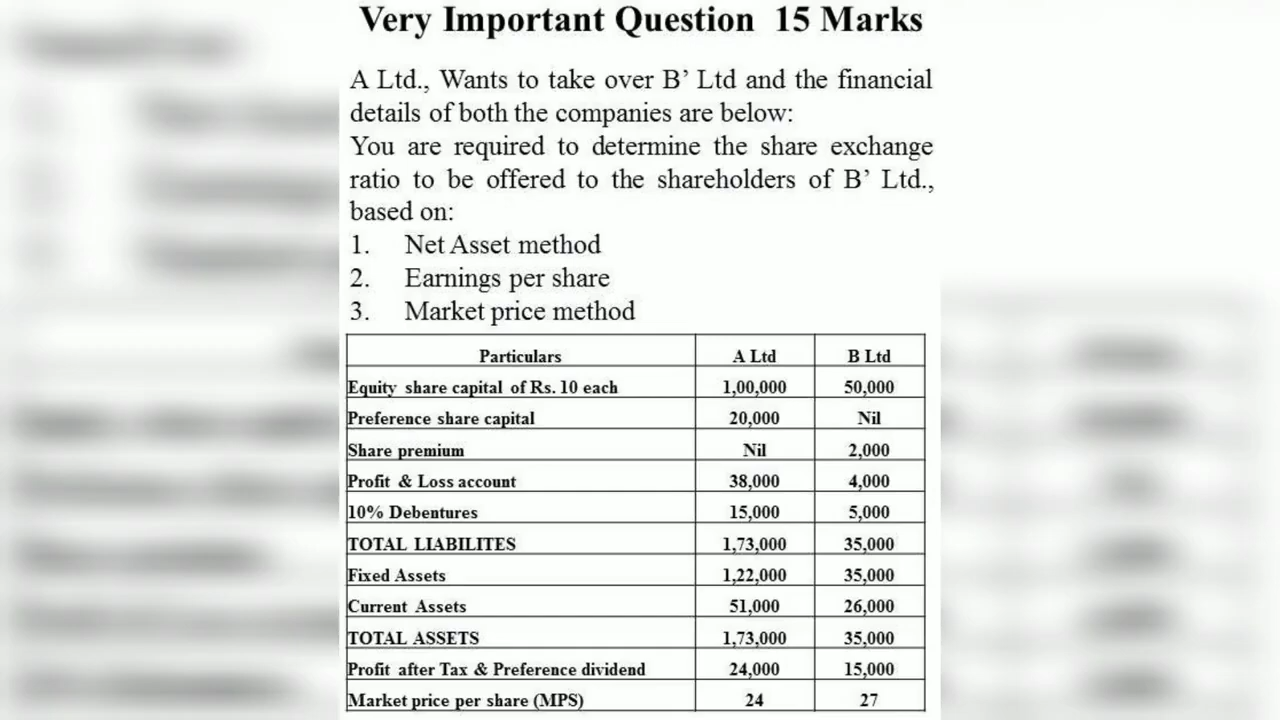 Very Important Question 15 Marks
A Ltd., Wants to take over B’ Ltd and the financial
details of both the companies are below:
You are required to determine the share exchange
ratio to be offered to the shareholders of B’ Ltd.,
based on:
1. Net Asset method
2. Earnings per share
3. Market price method
Particulars A Ltd B Ltd
Equity share capital of Rs. 10 each 1,00,000 50,000
Preference share capital 20,000 Nil
Share premium Nil 2,000
Profit & Loss account 38,000 4,000
10% Debentures 15,000 5,000
TOTAL LIABILITES 1,73,000 35,000
Fixed Assets 1,22,000 35,000
Current Assets 51,000 26,000
TOTAL ASSETS 1,73,000 35,000
Profit after Tax & Preference dividend 24,000 15,000
Market price per share (MPS) 24 27